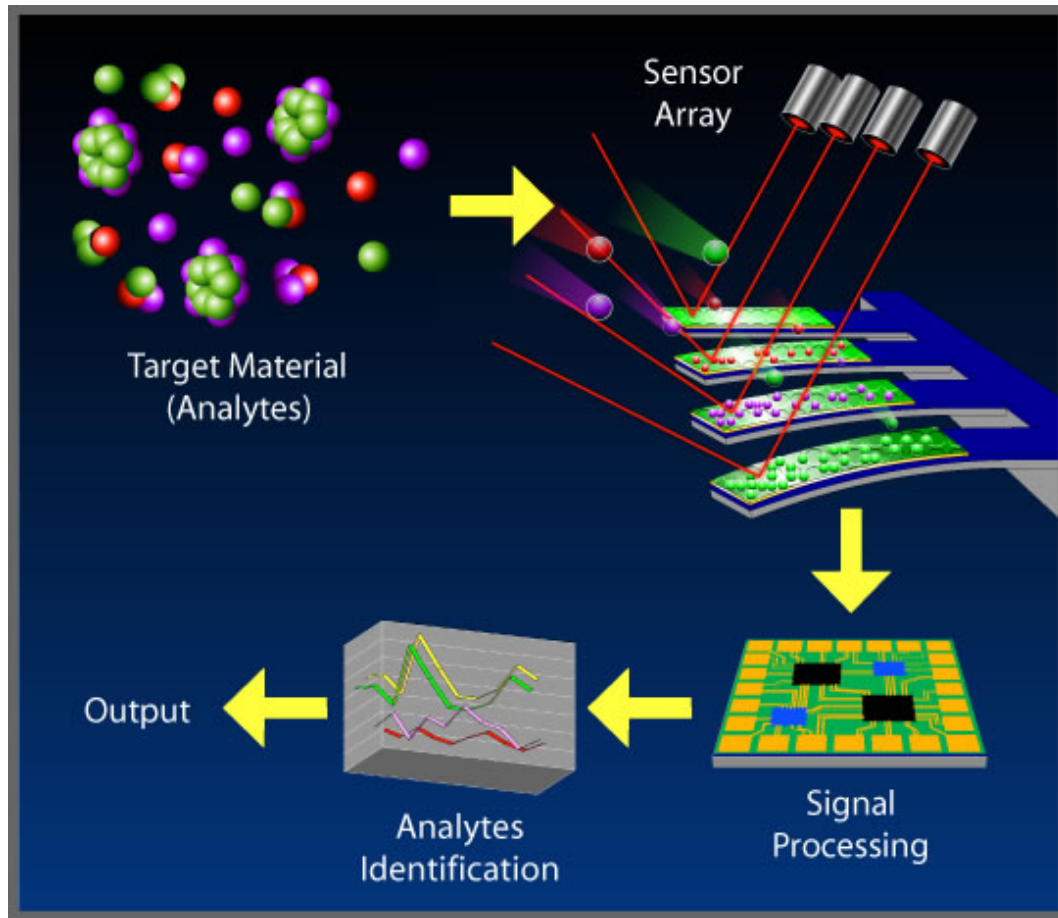 Sensor
Array
Target Material
(Analytes)
Signal
Processing
Analytes
Identification
Output